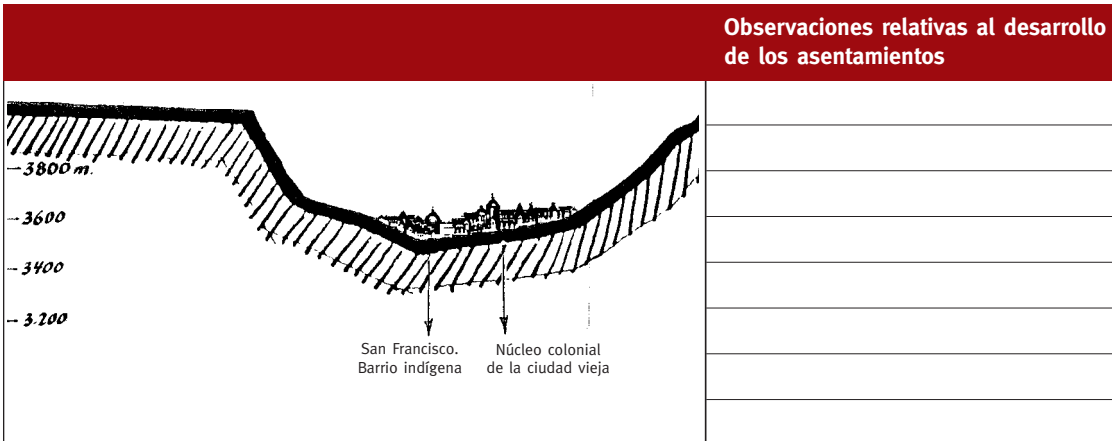 Observaciones relativas al desarrollo
de los asentamientos
3800 m.
3600
3400
3.200
San Francisco.
Barrio indígena
Núcleo colonial
de la ciudad vieja